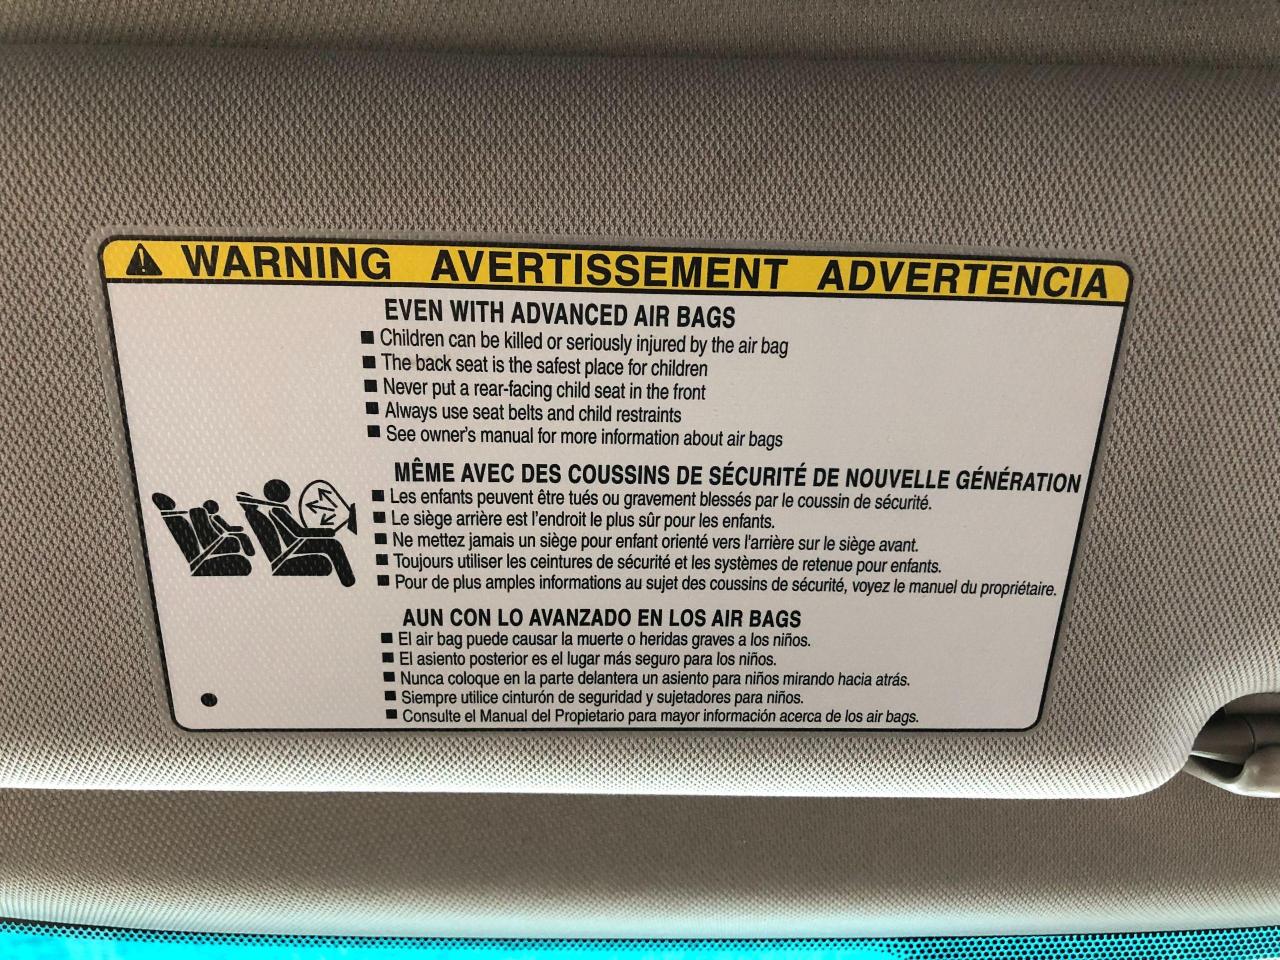 WARNING AVERTISSEMENT ADVERTENCIA
EVEN WITH ADVANCED AIR BAGS
■ Children can be killed or seriously injured by the air bag
■ The back seat is the safest place for children
■ Never put a rear-facing child seat in the front
■ Always use seat belts and child restraints
■ See owner's manual for more information about air bags
MÊME AVEC DES COUSSINS DE SÉCURITÉ DE NOUVELLE GÉNÉRATION
■ Les enfants peuvent être tués ou gravement blessés par le coussin de sécurité.
■ Le siège arrière est l'endroit le plus sûr pour les enfants.
■ Ne mettez jamais un siège pour enfant orienté vers l'arrière sur le siège avant.
■ Toujours utiliser les ceintures de sécurité et les systèmes de retenue pour enfants.
■ Pour de plus amples informations au sujet des coussins de sécurité, voyez le manuel du propriétaire.
AUN CON LO AVANZADO EN LOS AIR BAGS
■ El air bag puede causar la muerte o heridas graves a los niños.
■ El asiento posterior es el lugar más seguro para los niños.
■ Nunca coloque en la parte delantera un asiento para niños mirando hacia atrás.
■ Siempre utilice cinturón de seguridad y sujetadores para niños.
■ Consulte el Manual del Propietario para mayor información acerca de los air bags.